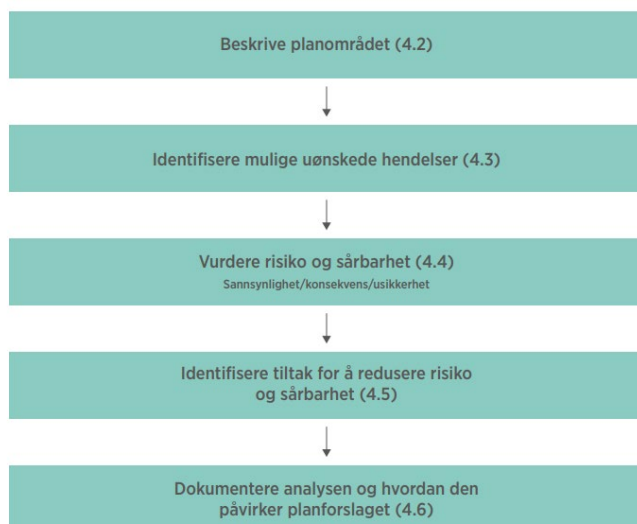 Beskrive planområdet (4.2)
Identifisere mulige uønskede hendelser (4.3)
Vurdere risiko og sårbarhet (4.4)
Sannsynlighet/konsekvens/usikkerhet
Identifisere tiltak for å redusere risiko
og sårbarhet (4.5)
Dokumentere analysen og hvordan den
påvirker planforslaget (4.6)